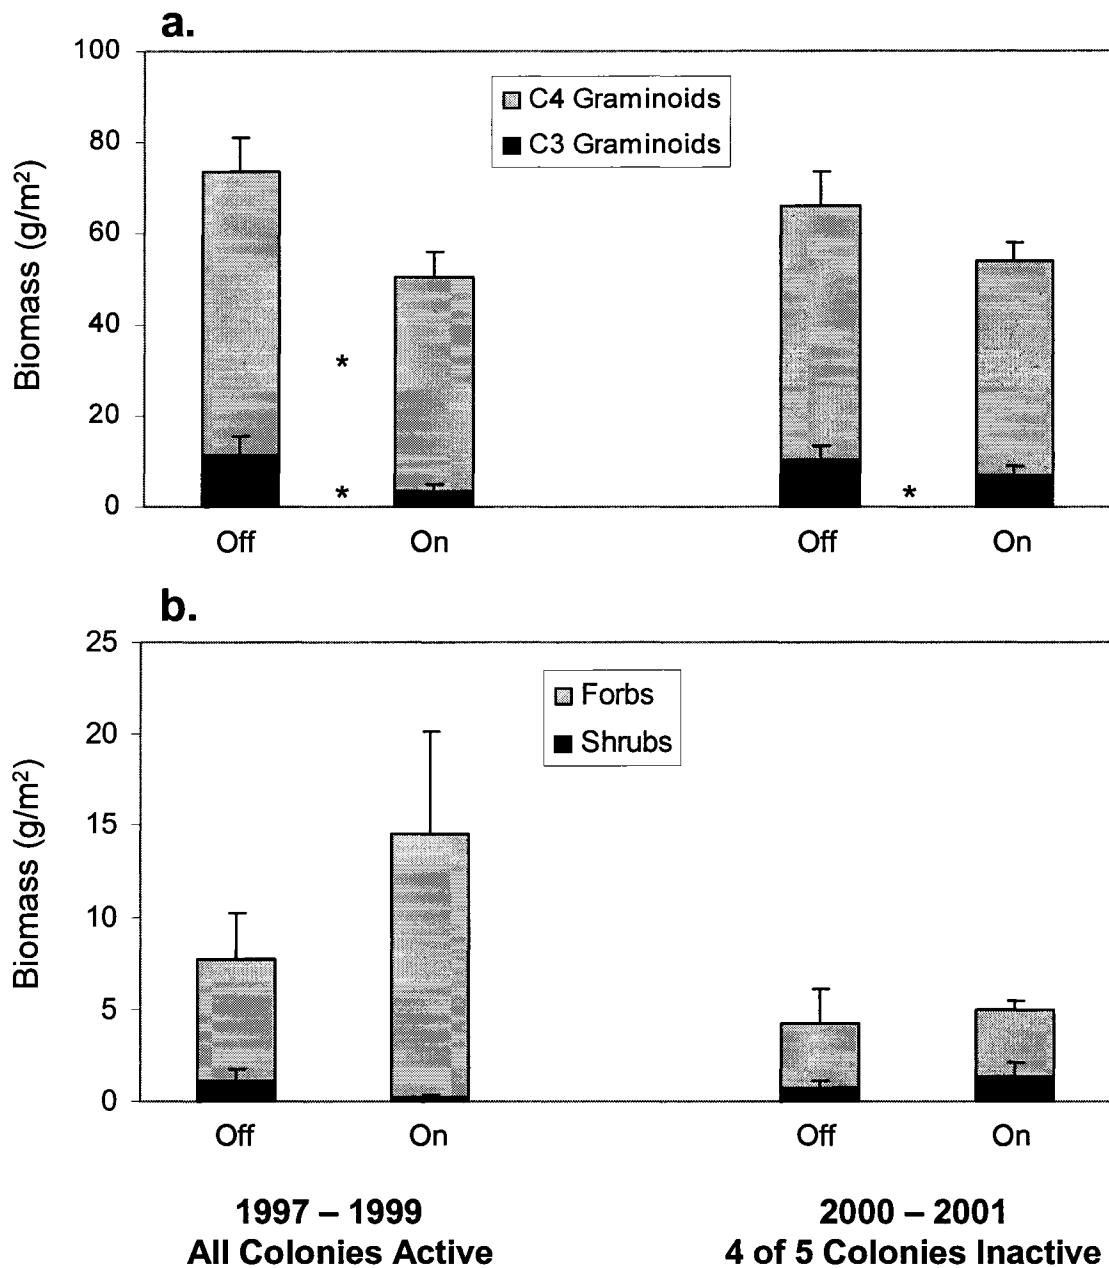 a.
100
80
60
40
20
0
Biomass (g/m²)
C4 Graminoids
C3 Graminoids
*
*
*
Off
On
Off
On
b.
25
20
15
10
5
0
Biomass (g/m²)
Forbs
Shrubs
Off
On
Off
On
1997 – 1999
All Colonies Active
2000 – 2001
4 of 5 Colonies Inactive